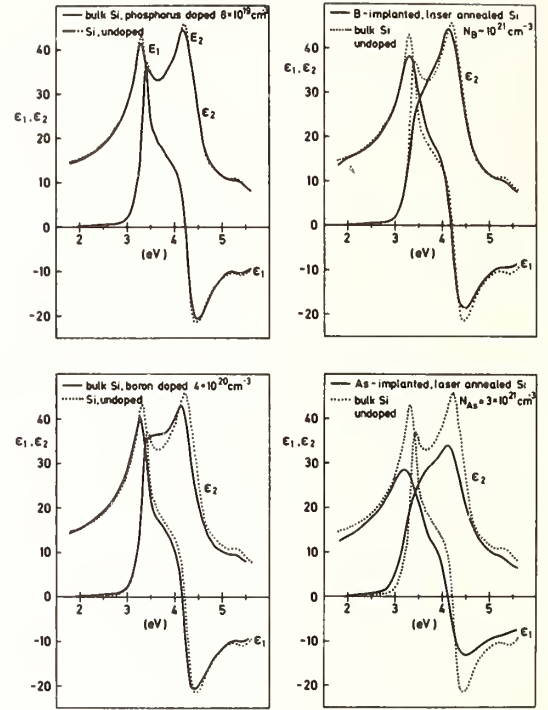 bulk Si, phosphorus doped 8×10¹⁹cm⁻³
Si, undoped
E₁
E₂
40
30
ε₁.ε₂
20
10
0
-10
-20
ε₂
2
3
4
5
(eV)
ε₁
B-implanted, laser annealed Si
bulk Si N_B~10²¹cm⁻³
undoped
40
30
ε₁.ε₂
20
10
0
-10
-20
ε₂
2
3
4
5
(eV)
ε₁
bulk Si, boron doped 4×10²⁰cm⁻³
Si, undoped
40
30
ε₁.ε₂
20
10
0
-10
-20
ε₂
2
3
4
5
(eV)
ε₁
As-implanted, laser annealed Si
bulk Si N_As=3×10²¹cm⁻³
undoped
40
30
ε₁.ε₂
20
10
0
-10
-20
ε₂
2
3
4
5
(eV)
ε₁